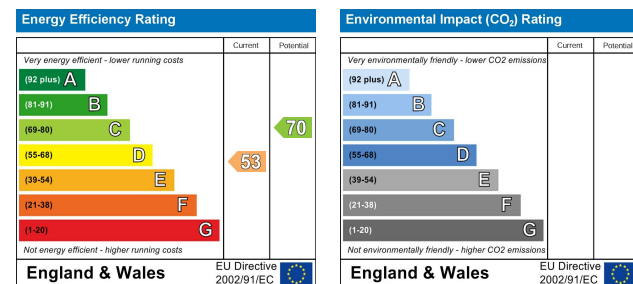 Energy Efficiency Rating
Current Potential
Very energy efficient - lower running costs
(92 plus) A
(81-91) B
(69-80) C
70
(55-68) D
53
(39-54) E
(21-38) F
(1-20) G
Not energy efficient - higher running costs
England & Wales
EU Directive
2002/91/EC
Environmental Impact (CO₂) Rating
Current Potential
Very environmentally friendly - lower CO2 emissions
(92 plus) A
(81-91) B
(69-80) C
(55-68) D
(39-54) E
(21-38) F
(1-20) G
Not environmentally friendly - higher CO2 emissions
England & Wales
EU Directive
2002/91/EC